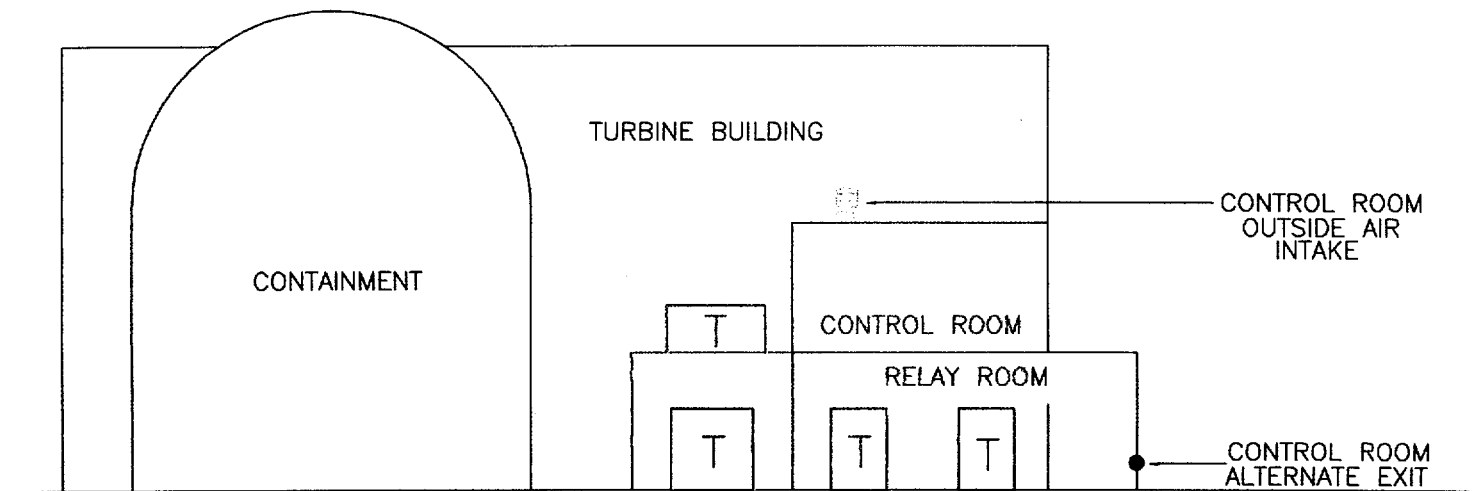 TURBINE BUILDING
CONTROL ROOM
OUTSIDE AIR
INTAKE
CONTAINMENT
T
CONTROL ROOM
RELAY ROOM
T
T
T
CONTROL ROOM
ALTERNATE EXIT